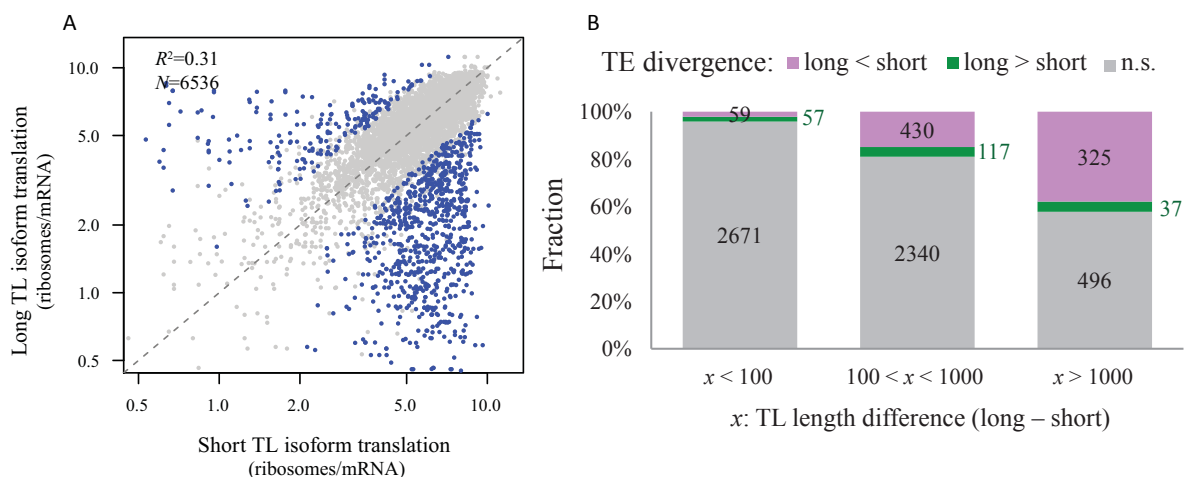 A
R²=0.31
N=6536
10.0
5.0
2.0
1.0
0.5
Long TL isoform translation
(ribosomes/mRNA)
0.5 1.0 2.0 5.0 10.0
Short TL isoform translation
(ribosomes/mRNA)
B
TE divergence: long < short long > short n.s.
100%
80%
60%
40%
20%
0%
Fraction
59
57
2671
430
117
2340
325
37
496
x < 100 100 < x < 1000 x > 1000
x: TL length difference (long – short)